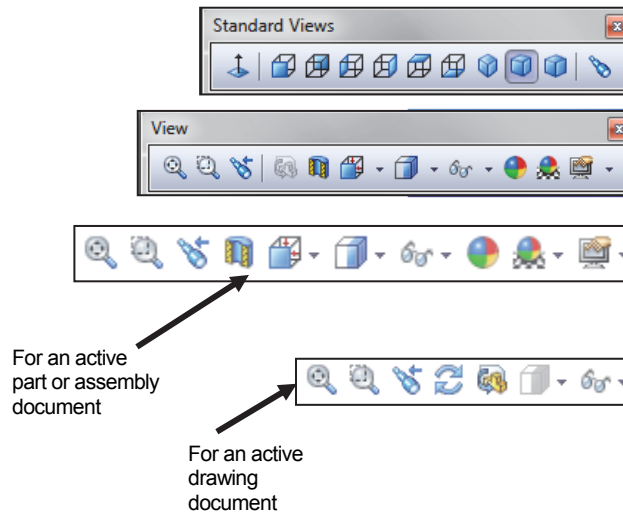 Standard Views
View
For an active
part or assembly
document
For an active
drawing
document